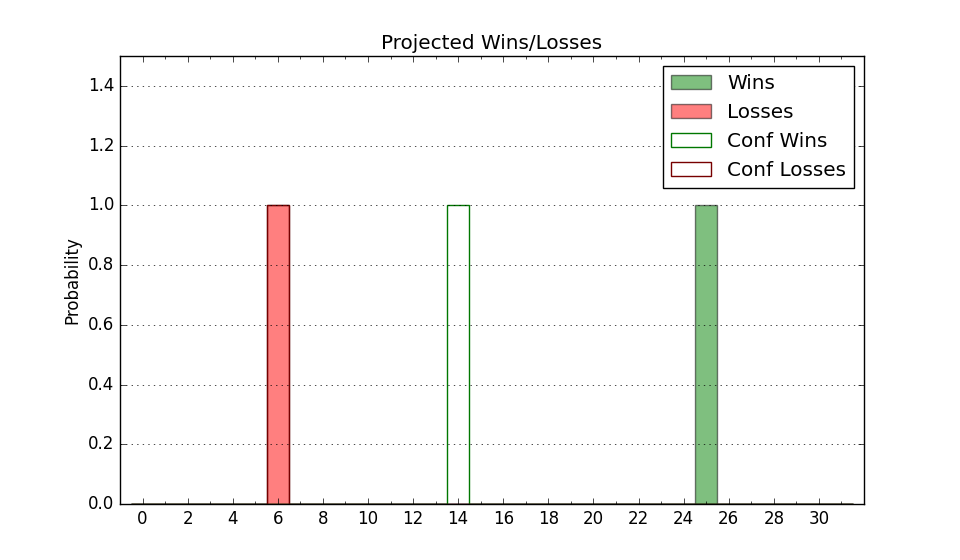 Projected Wins/Losses
Wins
Losses
Conf Wins
Conf Losses
Probability
1.4
1.2
1.0
0.8
0.6
0.4
0.2
0.0
0 2 4 6 8 10 12 14 16 18 20 22 24 26 28 30